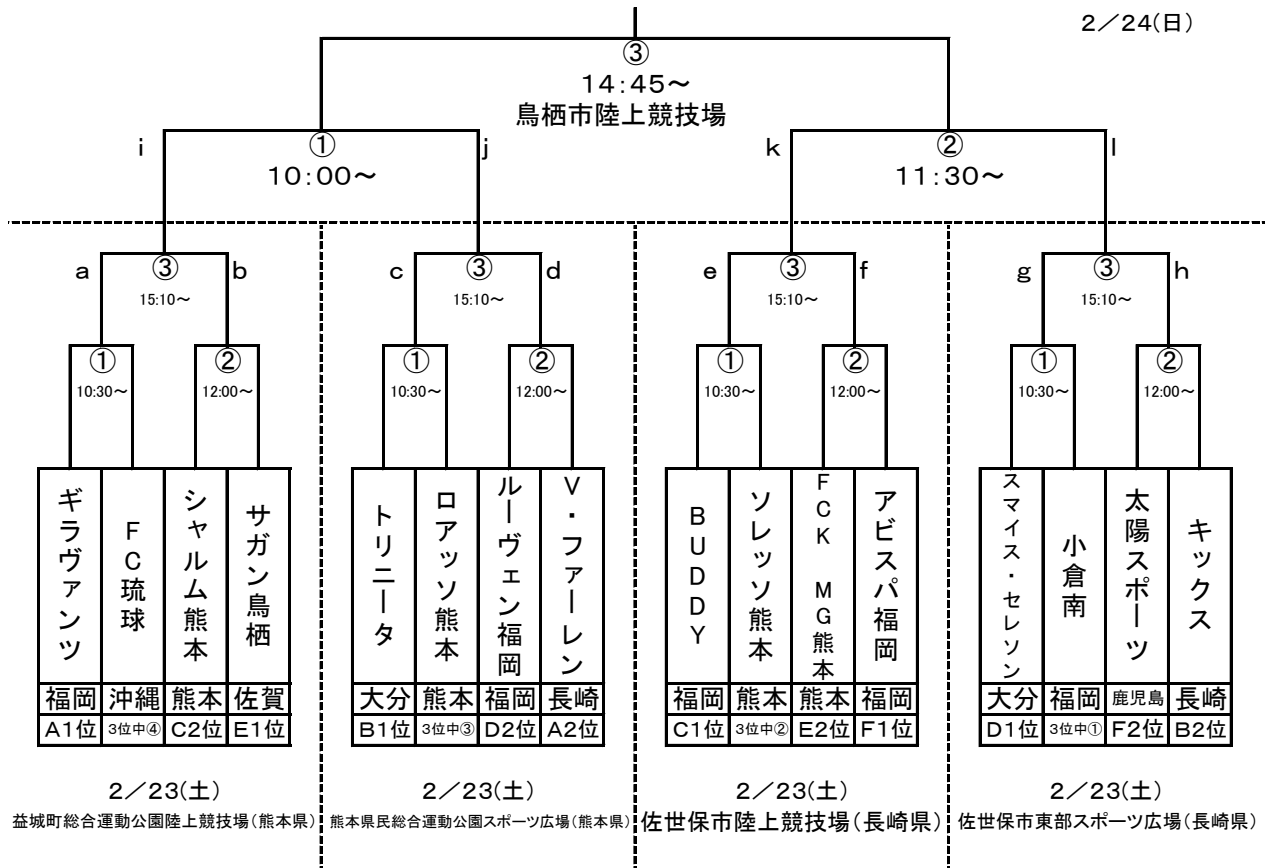 2／24(日)
③
14:45～
鳥栖市陸上競技場
i ① j k ② l
10:00～ 11:30～
a ③ b c ③ d e ③ f g ③ h
15:10～ 15:10～ 15:10～ 15:10～
① ② ① ② ① ② ① ②
10:30～ 12:00～ 10:30～ 12:00～ 10:30～ 12:00～ 10:30～ 12:00～
ギラヴァンツ
FC琉球
シャルム熊本
サガン鳥栖
トリニータ
ロアッソ熊本
ルーヴェン福岡
V・ファーレン
BUDDY
ソレッソ熊本
FCK MG熊本
アビスパ福岡
スマイス・セレソン
小倉南
太陽スポーツ
キックス
福岡 沖縄 熊本 佐賀 大分 熊本 福岡 長崎 福岡 熊本 熊本 福岡 大分 福岡 鹿児島 長崎
A1位 3位中④ C2位 E1位 B1位 3位中③ D2位 A2位 C1位 3位中② E2位 F1位 D1位 3位中① F2位 B2位
2／23(土) 2／23(土) 2／23(土) 2／23(土)
益城町総合運動公園陸上競技場(熊本県) 熊本県民総合運動公園スポーツ広場(熊本県) 佐世保市陸上競技場(長崎県) 佐世保市東部スポーツ広場(長崎県)